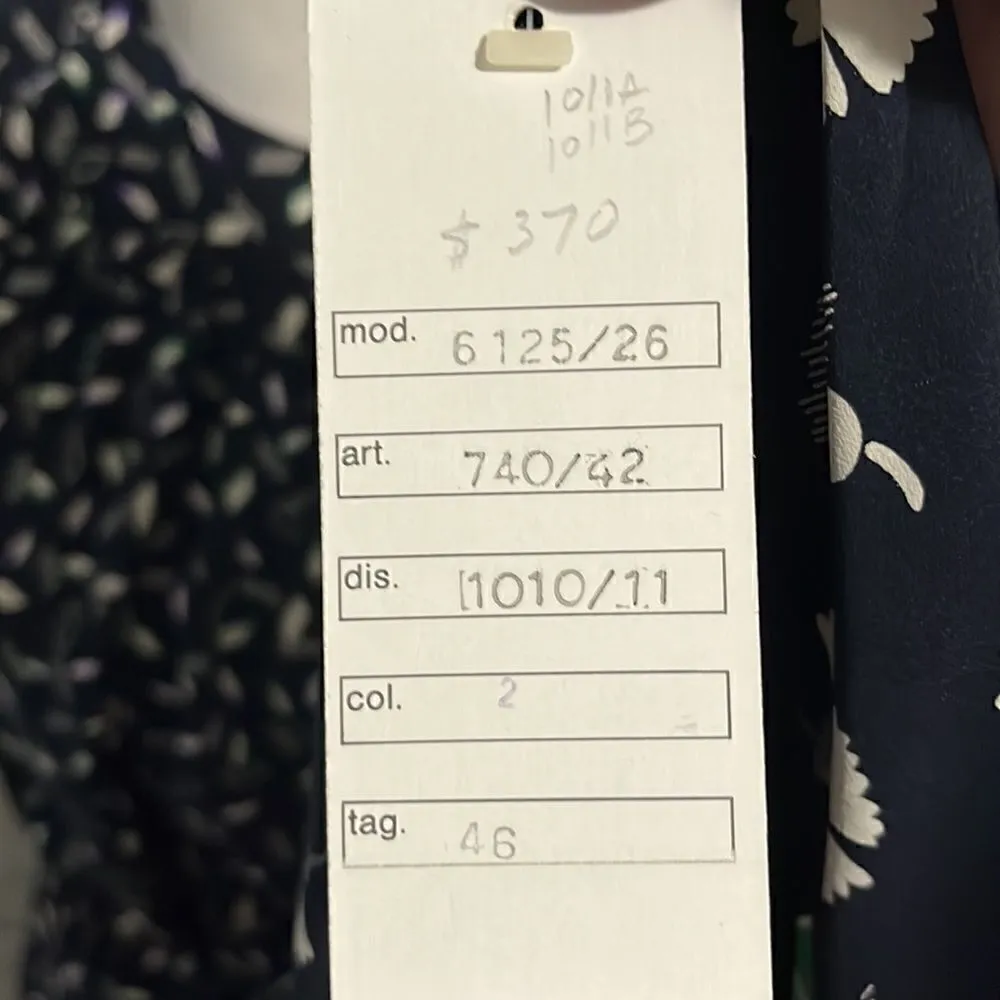 1011A
1011B
$ 370
mod. 6125/26
art. 740/42
dis. 1010/11
col. 2
tag. 46